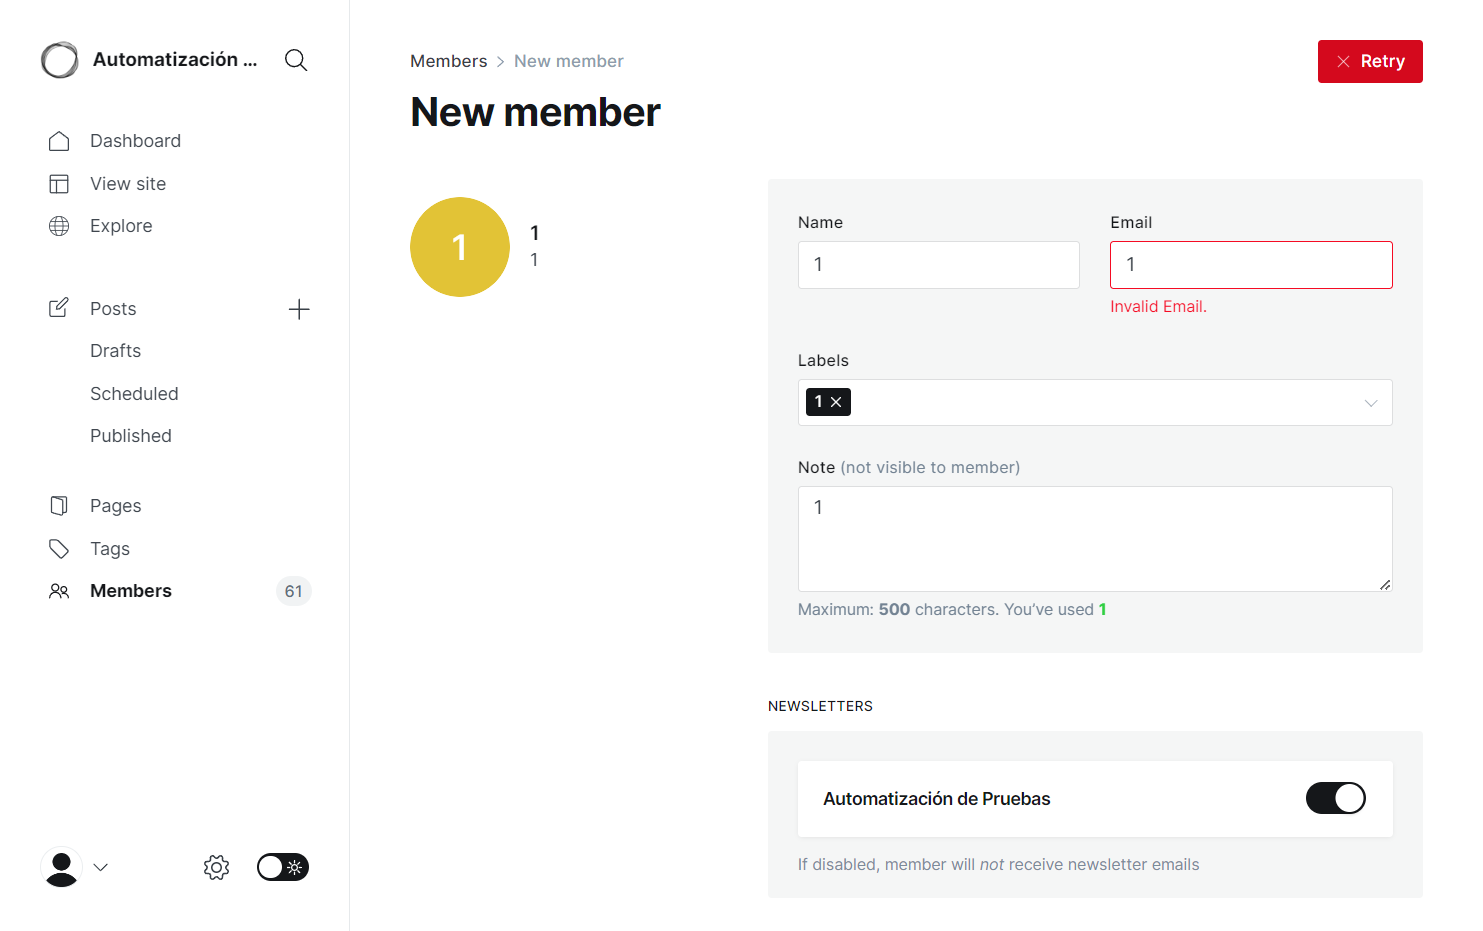 Automatización ...
Dashboard
View site
Explore
Posts
Drafts
Scheduled
Published
Pages
Tags
Members 61
Members > New member
Retry
New member
1
1
1
Name
1
Email
1
Invalid Email.
Labels
1
Note (not visible to member)
1
Maximum: 500 characters. You’ve used 1
NEWSLETTERS
Automatización de Pruebas
If disabled, member will not receive newsletter emails